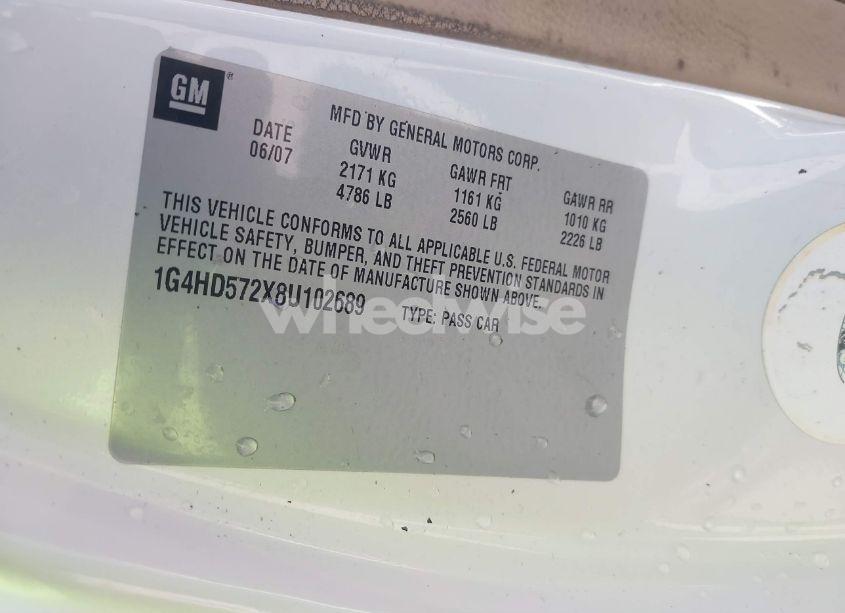 GM®
MFD BY GENERAL MOTORS CORP.
DATE GVWR GAWR FRT GAWR RR
06/07 2171 KG 1161 KG 1010 KG
4786 LB 2560 LB 2226 LB
THIS VEHICLE CONFORMS TO ALL APPLICABLE U.S. FEDERAL MOTOR
VEHICLE SAFETY, BUMPER, AND THEFT PREVENTION STANDARDS IN
EFFECT ON THE DATE OF MANUFACTURE SHOWN ABOVE.
1G4HD572X8U102689 TYPE: PASS CAR
wheelwise